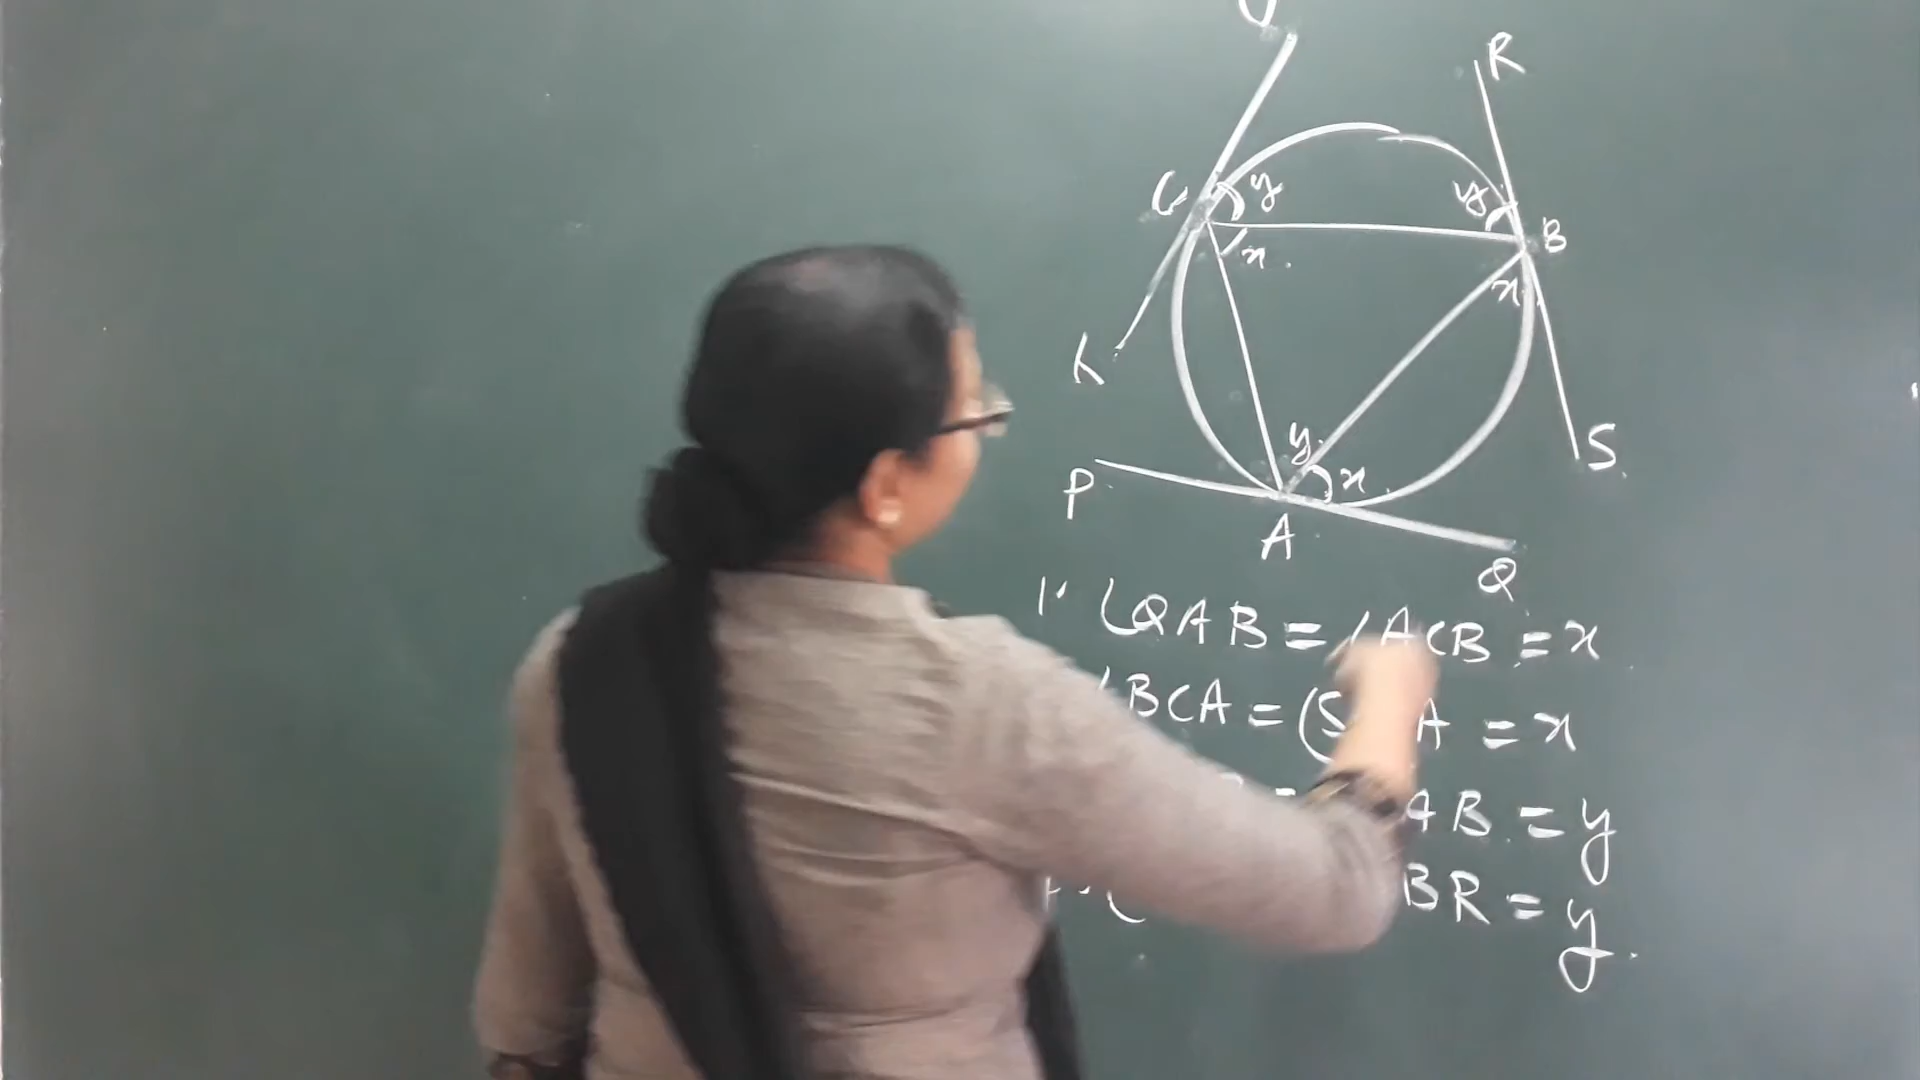 R
C
y
y
B
x
x
y
x
S
P
A
Q
1. ∠QAB = ∠ACB = x
∠BCA = ∠S A = x
= AB = y
BR = y.